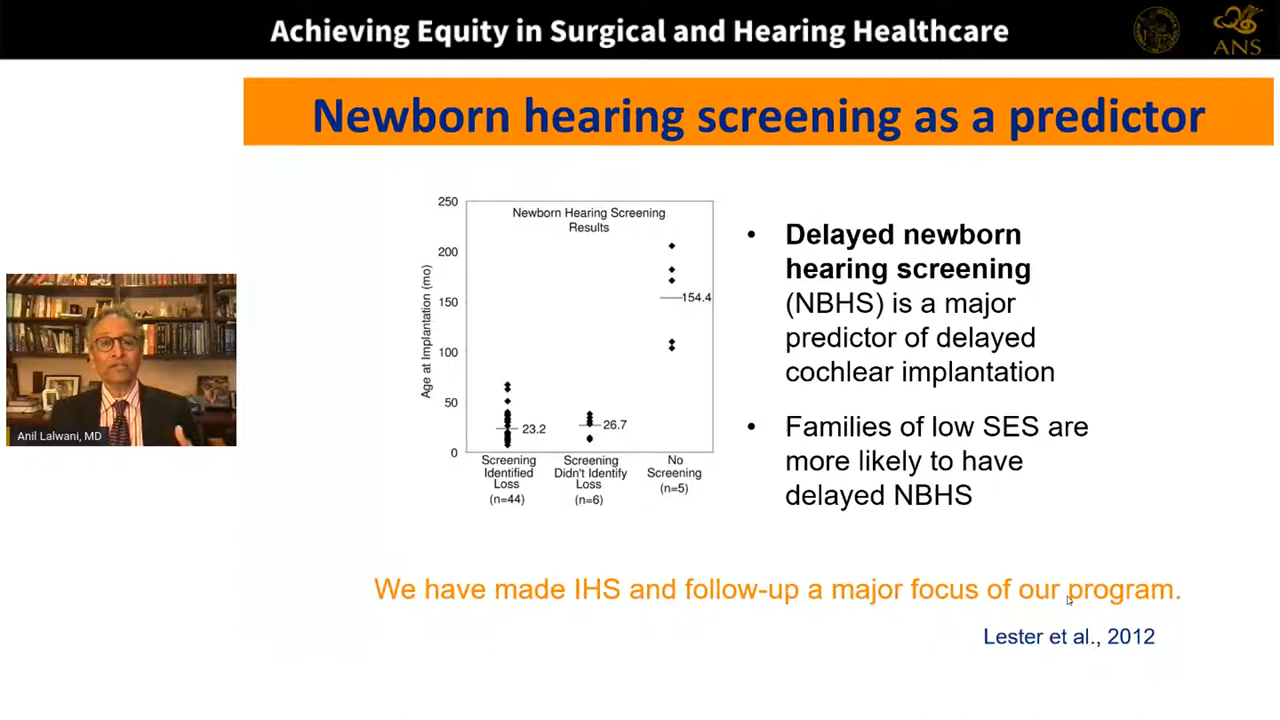 Achieving Equity in Surgical and Hearing Healthcare
ANS
Newborn hearing screening as a predictor
Anil Lalwani, MD
Newborn Hearing Screening
Results
Age at Implantation (mo)
250
200
150
100
50
0
23.2
26.7
154.4
Screening
Identified
Loss
(n=44)
Screening
Didn't Identify
Loss
(n=6)
No
Screening
(n=5)
• Delayed newborn
hearing screening
(NBHS) is a major
predictor of delayed
cochlear implantation
• Families of low SES are
more likely to have
delayed NBHS
We have made IHS and follow-up a major focus of our program.
Lester et al., 2012